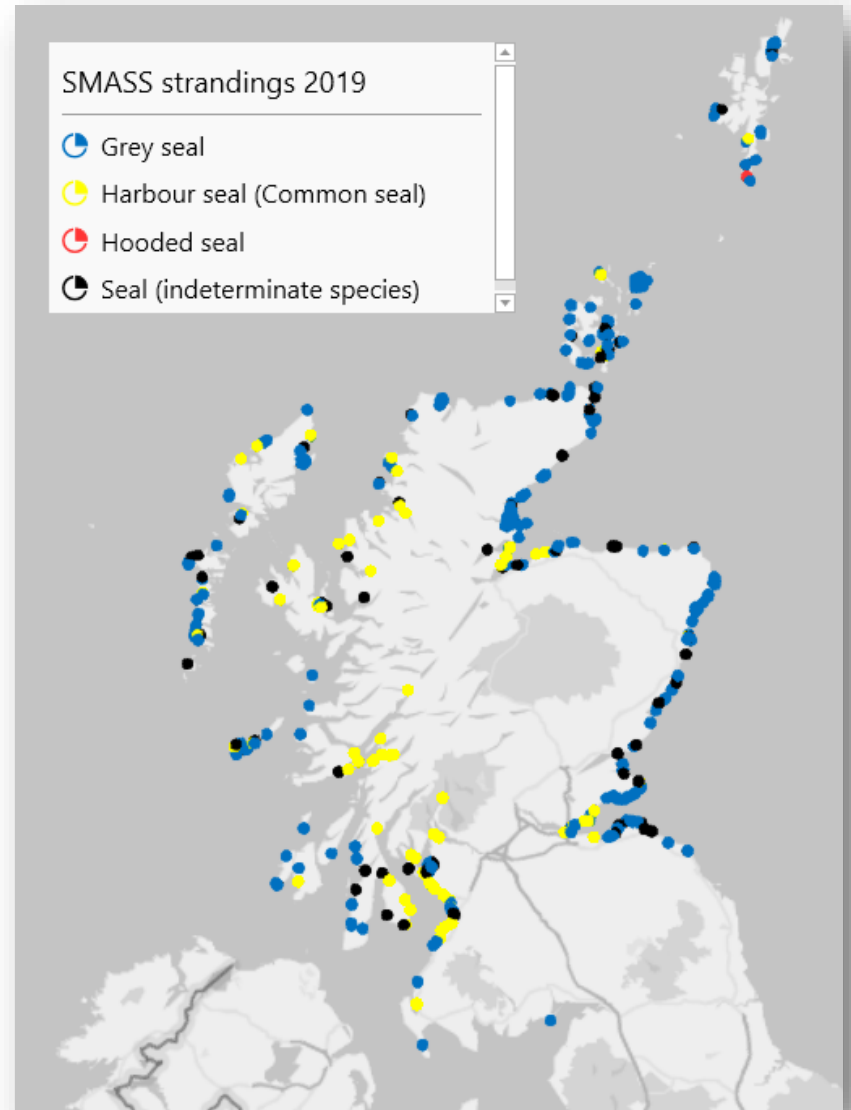 SMASS strandings 2019
Grey seal
Harbour seal (Common seal)
Hooded seal
Seal (indeterminate species)